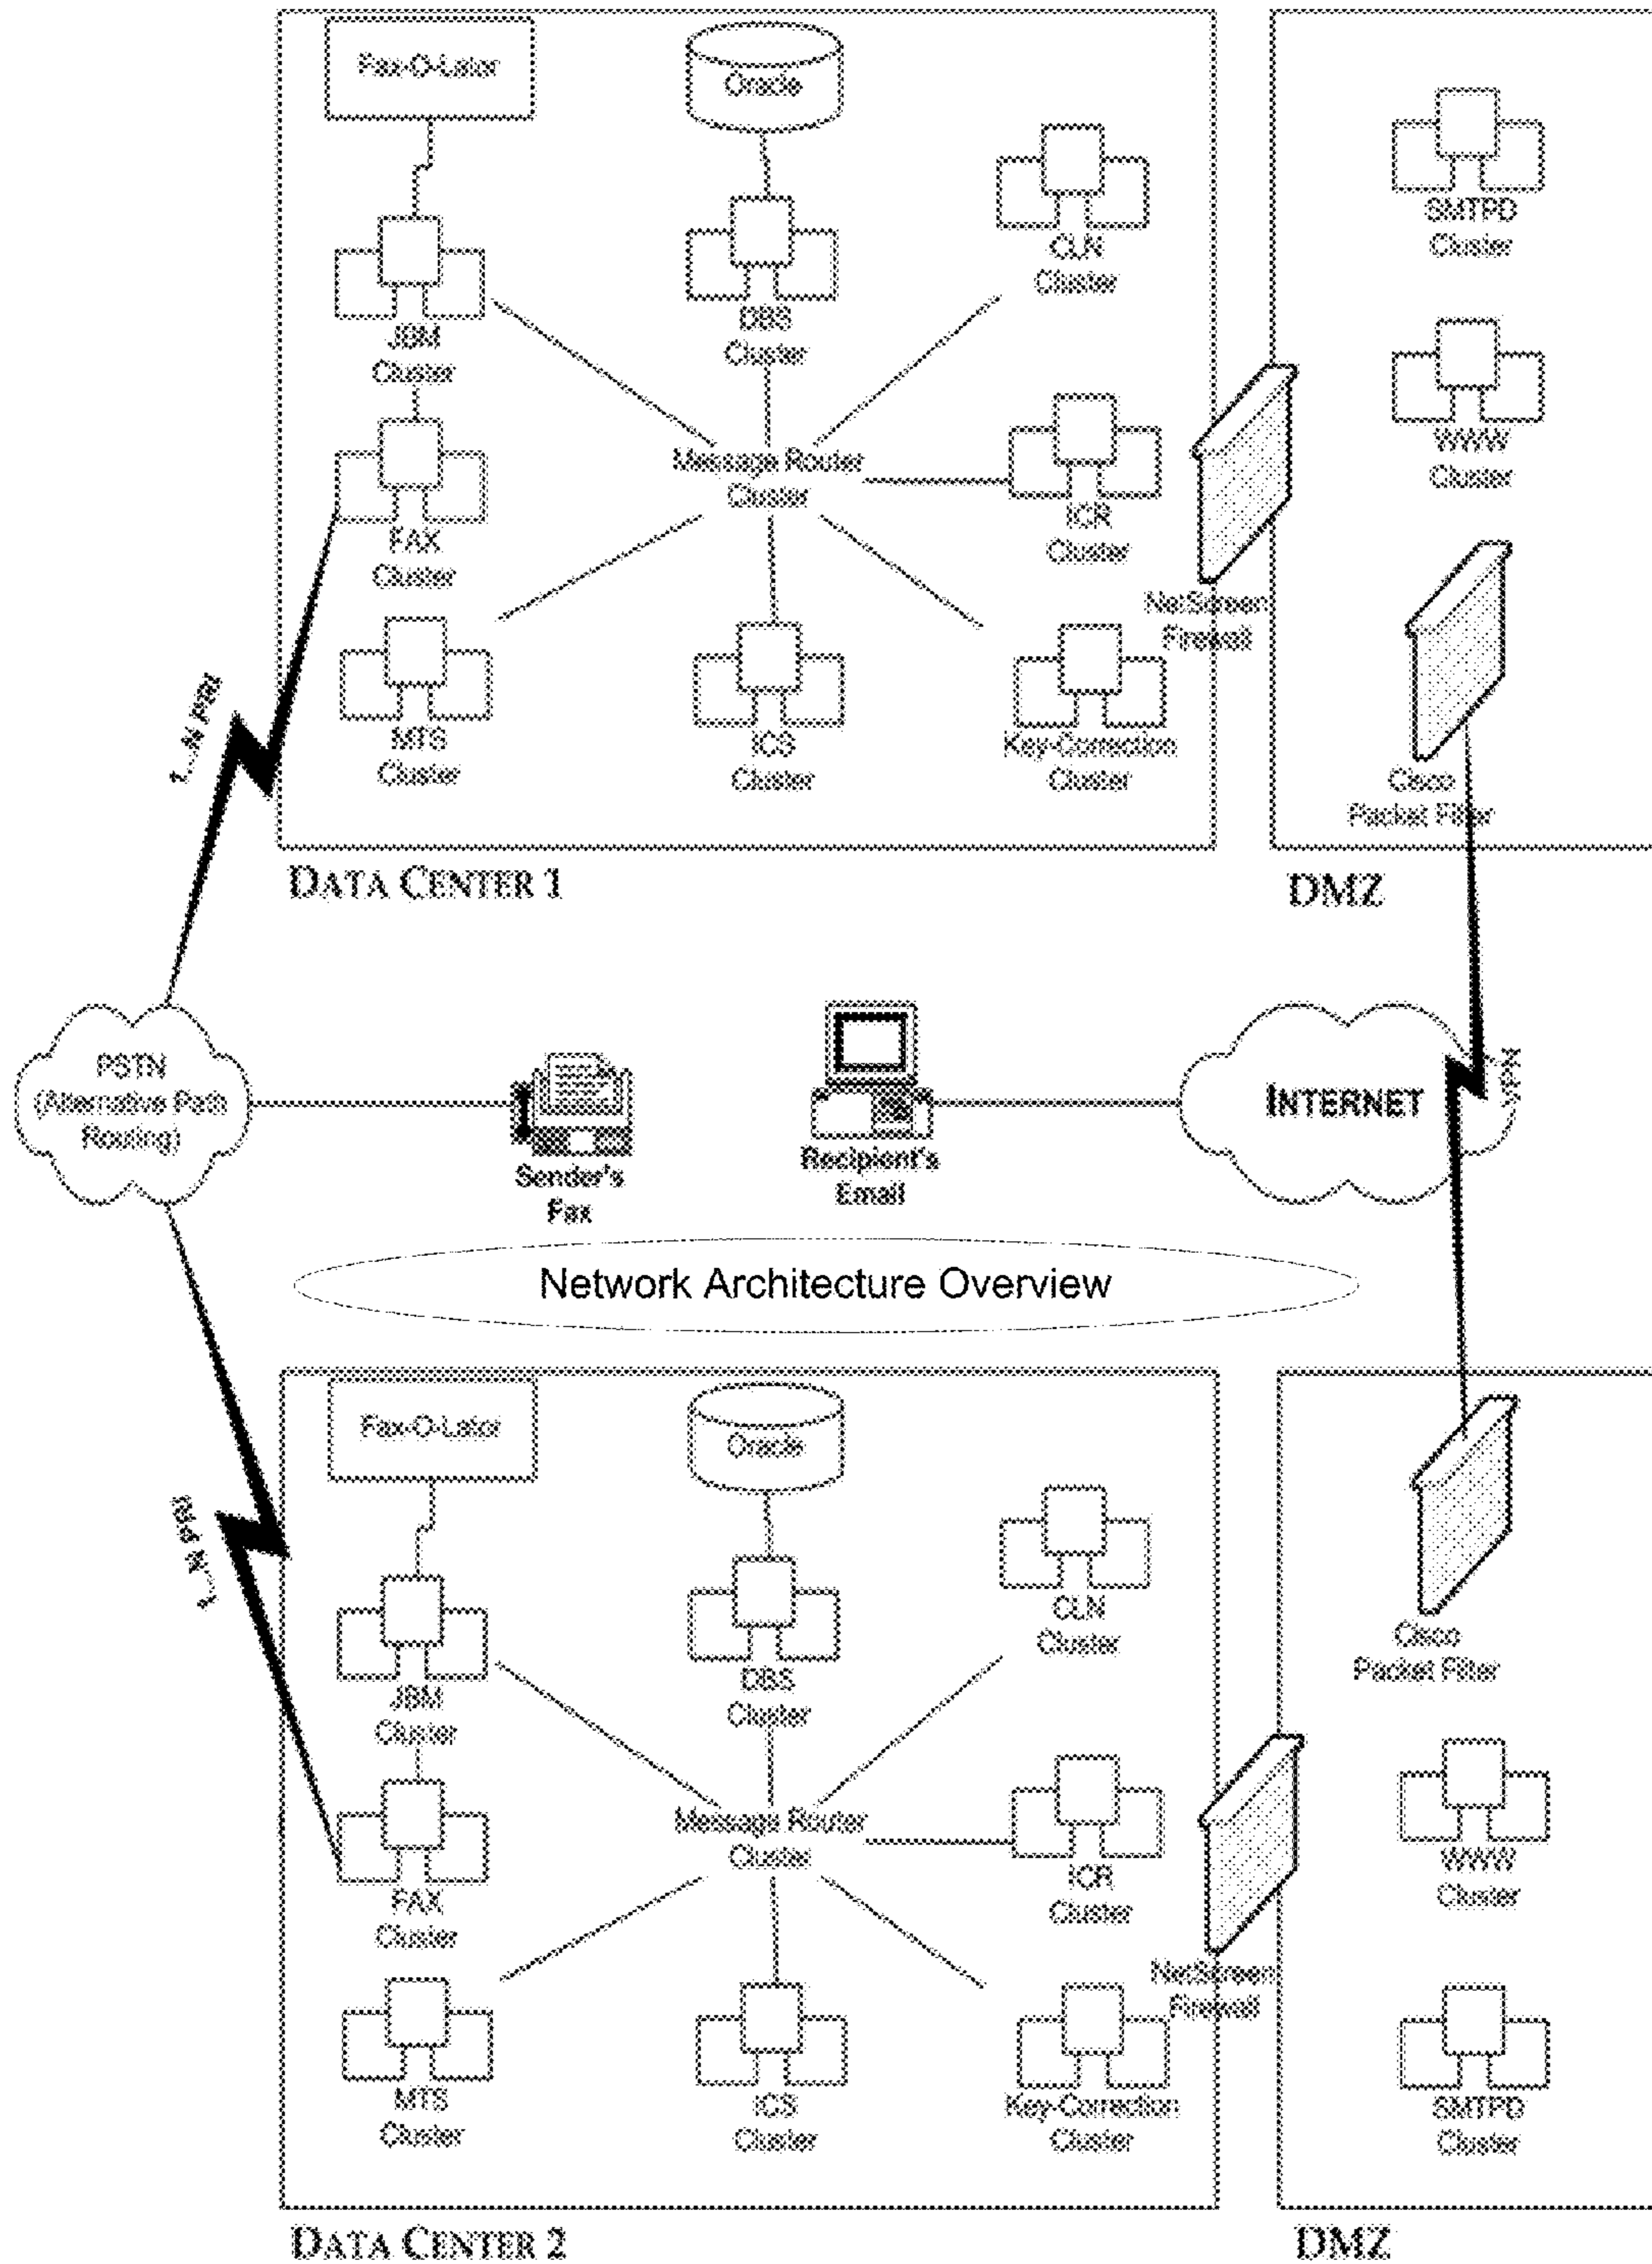 Fax-O-Lator
Oracle
SMTPD
Cluster
CLN
Cluster
JBM
Cluster
DBS
Cluster
WWW
Cluster
Message Router
Cluster
FAX
Cluster
ICR
Cluster
NetScreen
Firewall
1...N PRI
MTS
Cluster
ICS
Cluster
Key-Correction
Cluster
Cisco
Packet Filter
DATA CENTER 1
DMZ
PSTN
(Alternative Path
Routing)
Sender's
Fax
Recipient's
Email
INTERNET
VPN
Network Architecture Overview
Fax-O-Lator
Oracle
1...N PRI
CLN
Cluster
Cisco
Packet Filter
JBM
Cluster
DBS
Cluster
Message Router
Cluster
ICR
Cluster
WWW
Cluster
FAX
Cluster
NetScreen
Firewall
MTS
Cluster
ICS
Cluster
Key-Correction
Cluster
SMTPD
Cluster
DATA CENTER 2
DMZ